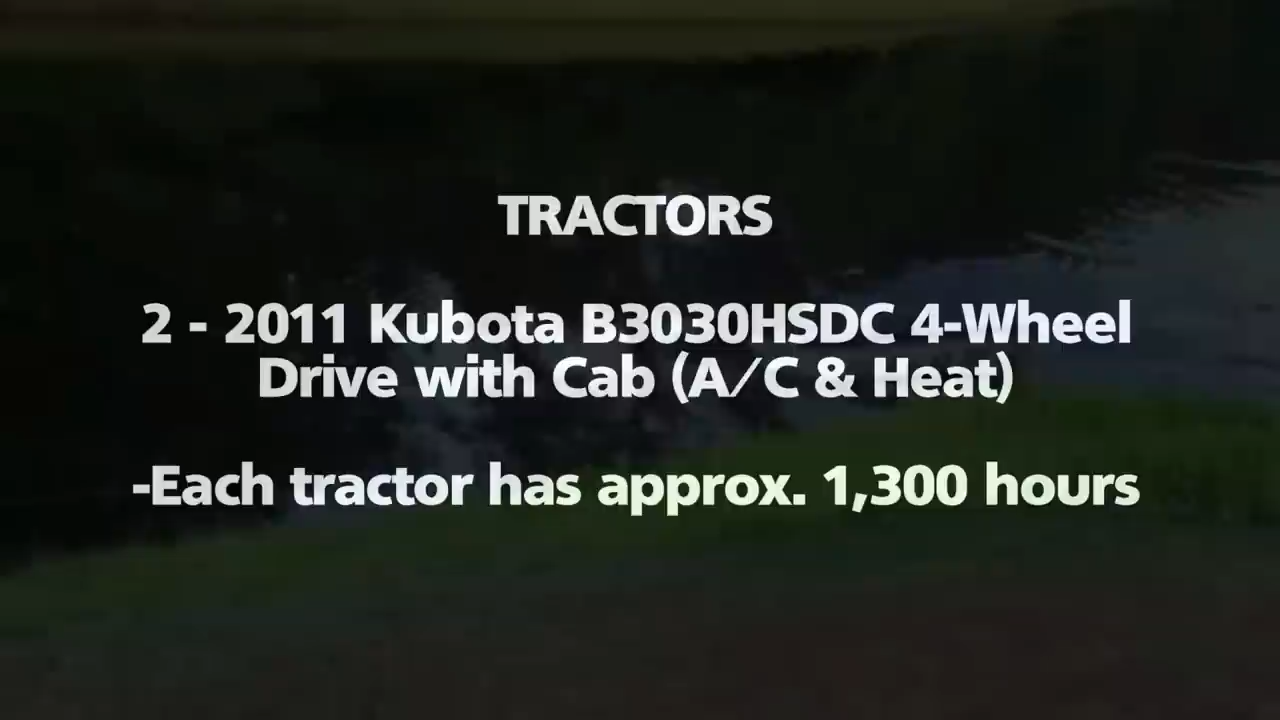 TRACTORS
2 - 2011 Kubota B3030HSDC 4-Wheel
Drive with Cab (A/C & Heat)
-Each tractor has approx. 1,300 hours